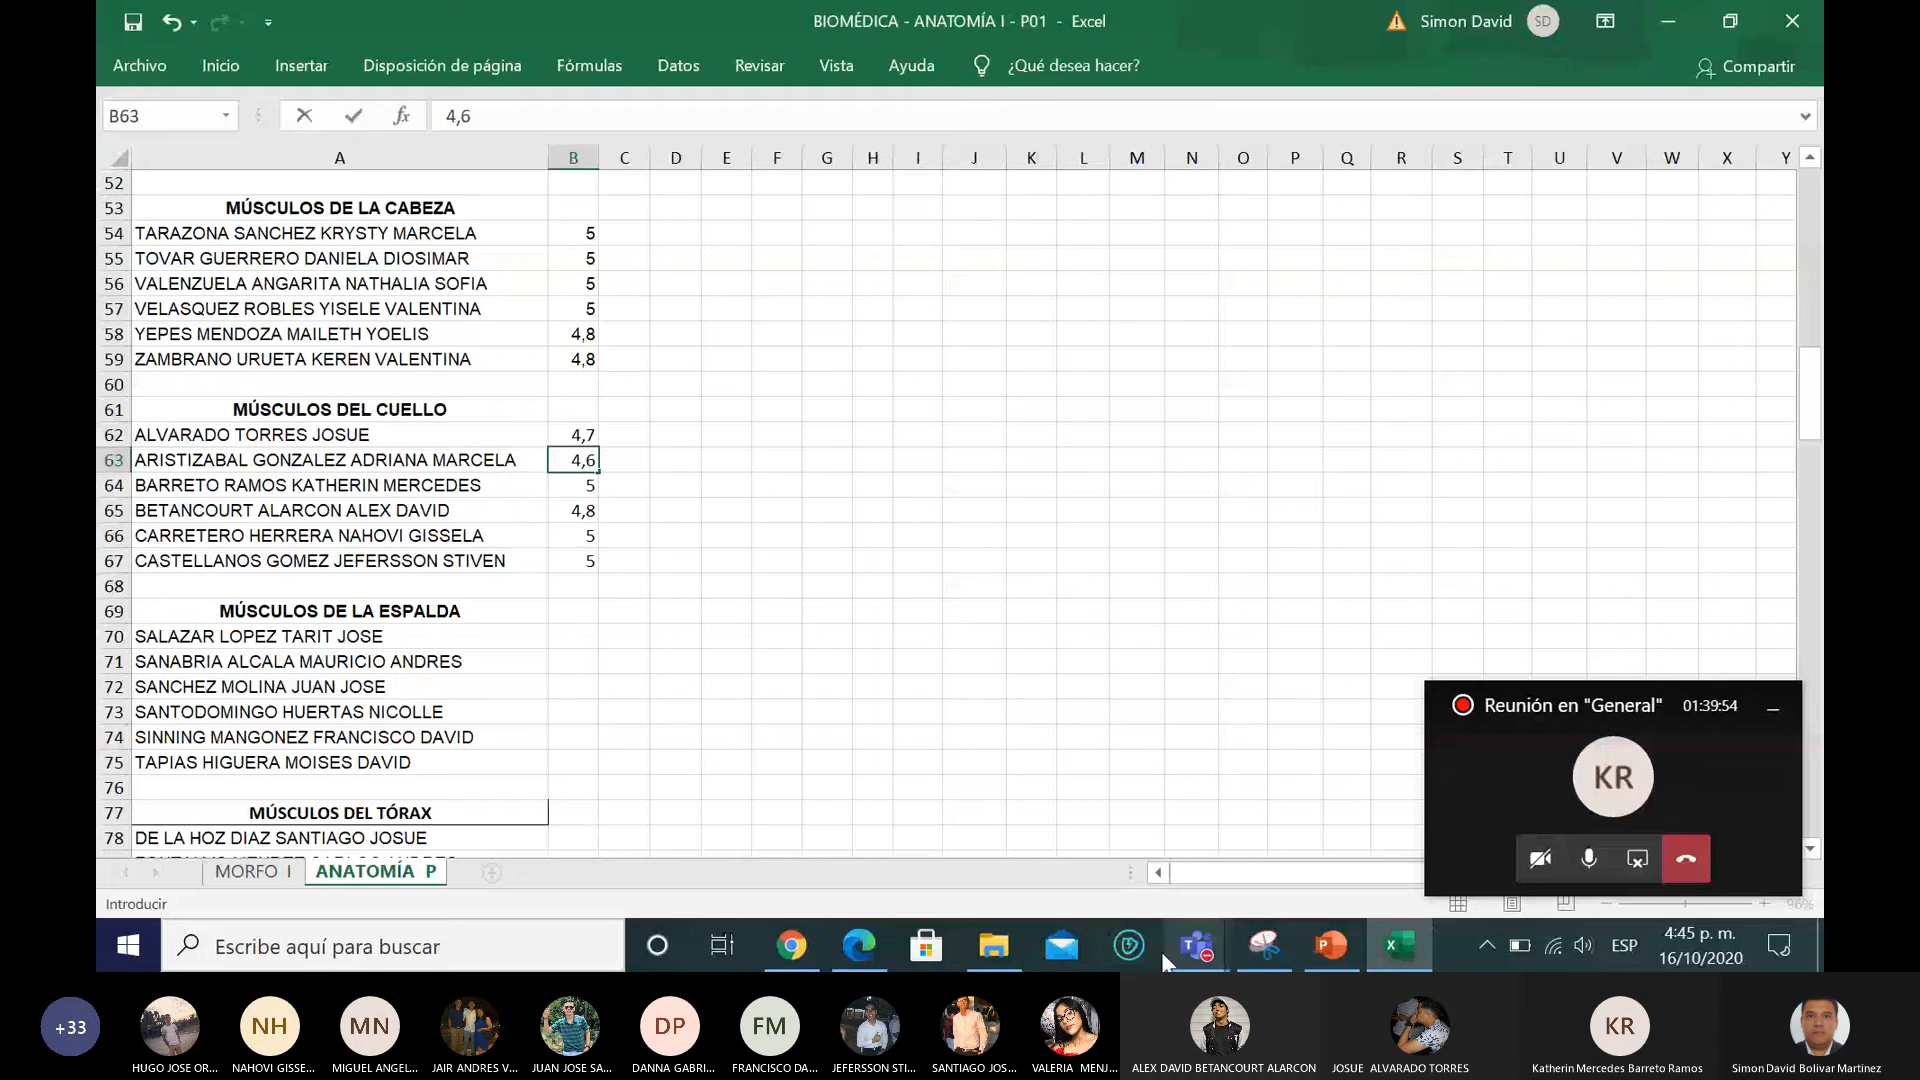 BIOMÉDICA - ANATOMÍA I - P01 - Excel
Simon David
SD
Archivo Inicio Insertar Disposición de página Fórmulas Datos Revisar Vista Ayuda ¿Qué desea hacer? Compartir
B63 fx 4,6
A B C D E F G H I J K L M N O P Q R S T U V W X Y
52
53 MÚSCULOS DE LA CABEZA
54 TARAZONA SANCHEZ KRYSTY MARCELA 5
55 TOVAR GUERRERO DANIELA DIOSIMAR 5
56 VALENZUELA ANGARITA NATHALIA SOFIA 5
57 VELASQUEZ ROBLES YISELE VALENTINA 5
58 YEPES MENDOZA MAILETH YOELIS 4,8
59 ZAMBRANO URUETA KEREN VALENTINA 4,8
60
61 MÚSCULOS DEL CUELLO
62 ALVARADO TORRES JOSUE 4,7
63 ARISTIZABAL GONZALEZ ADRIANA MARCELA 4,6
64 BARRETO RAMOS KATHERIN MERCEDES 5
65 BETANCOURT ALARCON ALEX DAVID 4,8
66 CARRETERO HERRERA NAHOVI GISSELA 5
67 CASTELLANOS GOMEZ JEFERSSON STIVEN 5
68
69 MÚSCULOS DE LA ESPALDA
70 SALAZAR LOPEZ TARIT JOSE
71 SANABRIA ALCALA MAURICIO ANDRES
72 SANCHEZ MOLINA JUAN JOSE
73 SANTODOMINGO HUERTAS NICOLLE
74 SINNING MANGONEZ FRANCISCO DAVID
75 TAPIAS HIGUERA MOISES DAVID
76
77 MÚSCULOS DEL TÓRAX
78 DE LA HOZ DIAZ SANTIAGO JOSUE
Reunión en "General" 01:39:54
KR
MORFO I ANATOMÍA P
Introducir
96%
Escribe aquí para buscar
ESP
4:45 p. m.
16/10/2020
+33
NH MN DP FM KR
HUGO JOSE OR... NAHOVI GISSE... MIGUEL ANGEL... JAIR ANDRES V... JUAN JOSE SA... DANNA GABRI... FRANCISCO DA... JEFERSSON STI... SANTIAGO JOS... VALERIA MENJ... ALEX DAVID BETANCOURT ALARCON JOSUE ALVARADO TORRES Katherin Mercedes Barreto Ramos Simon David Bolivar Martinez